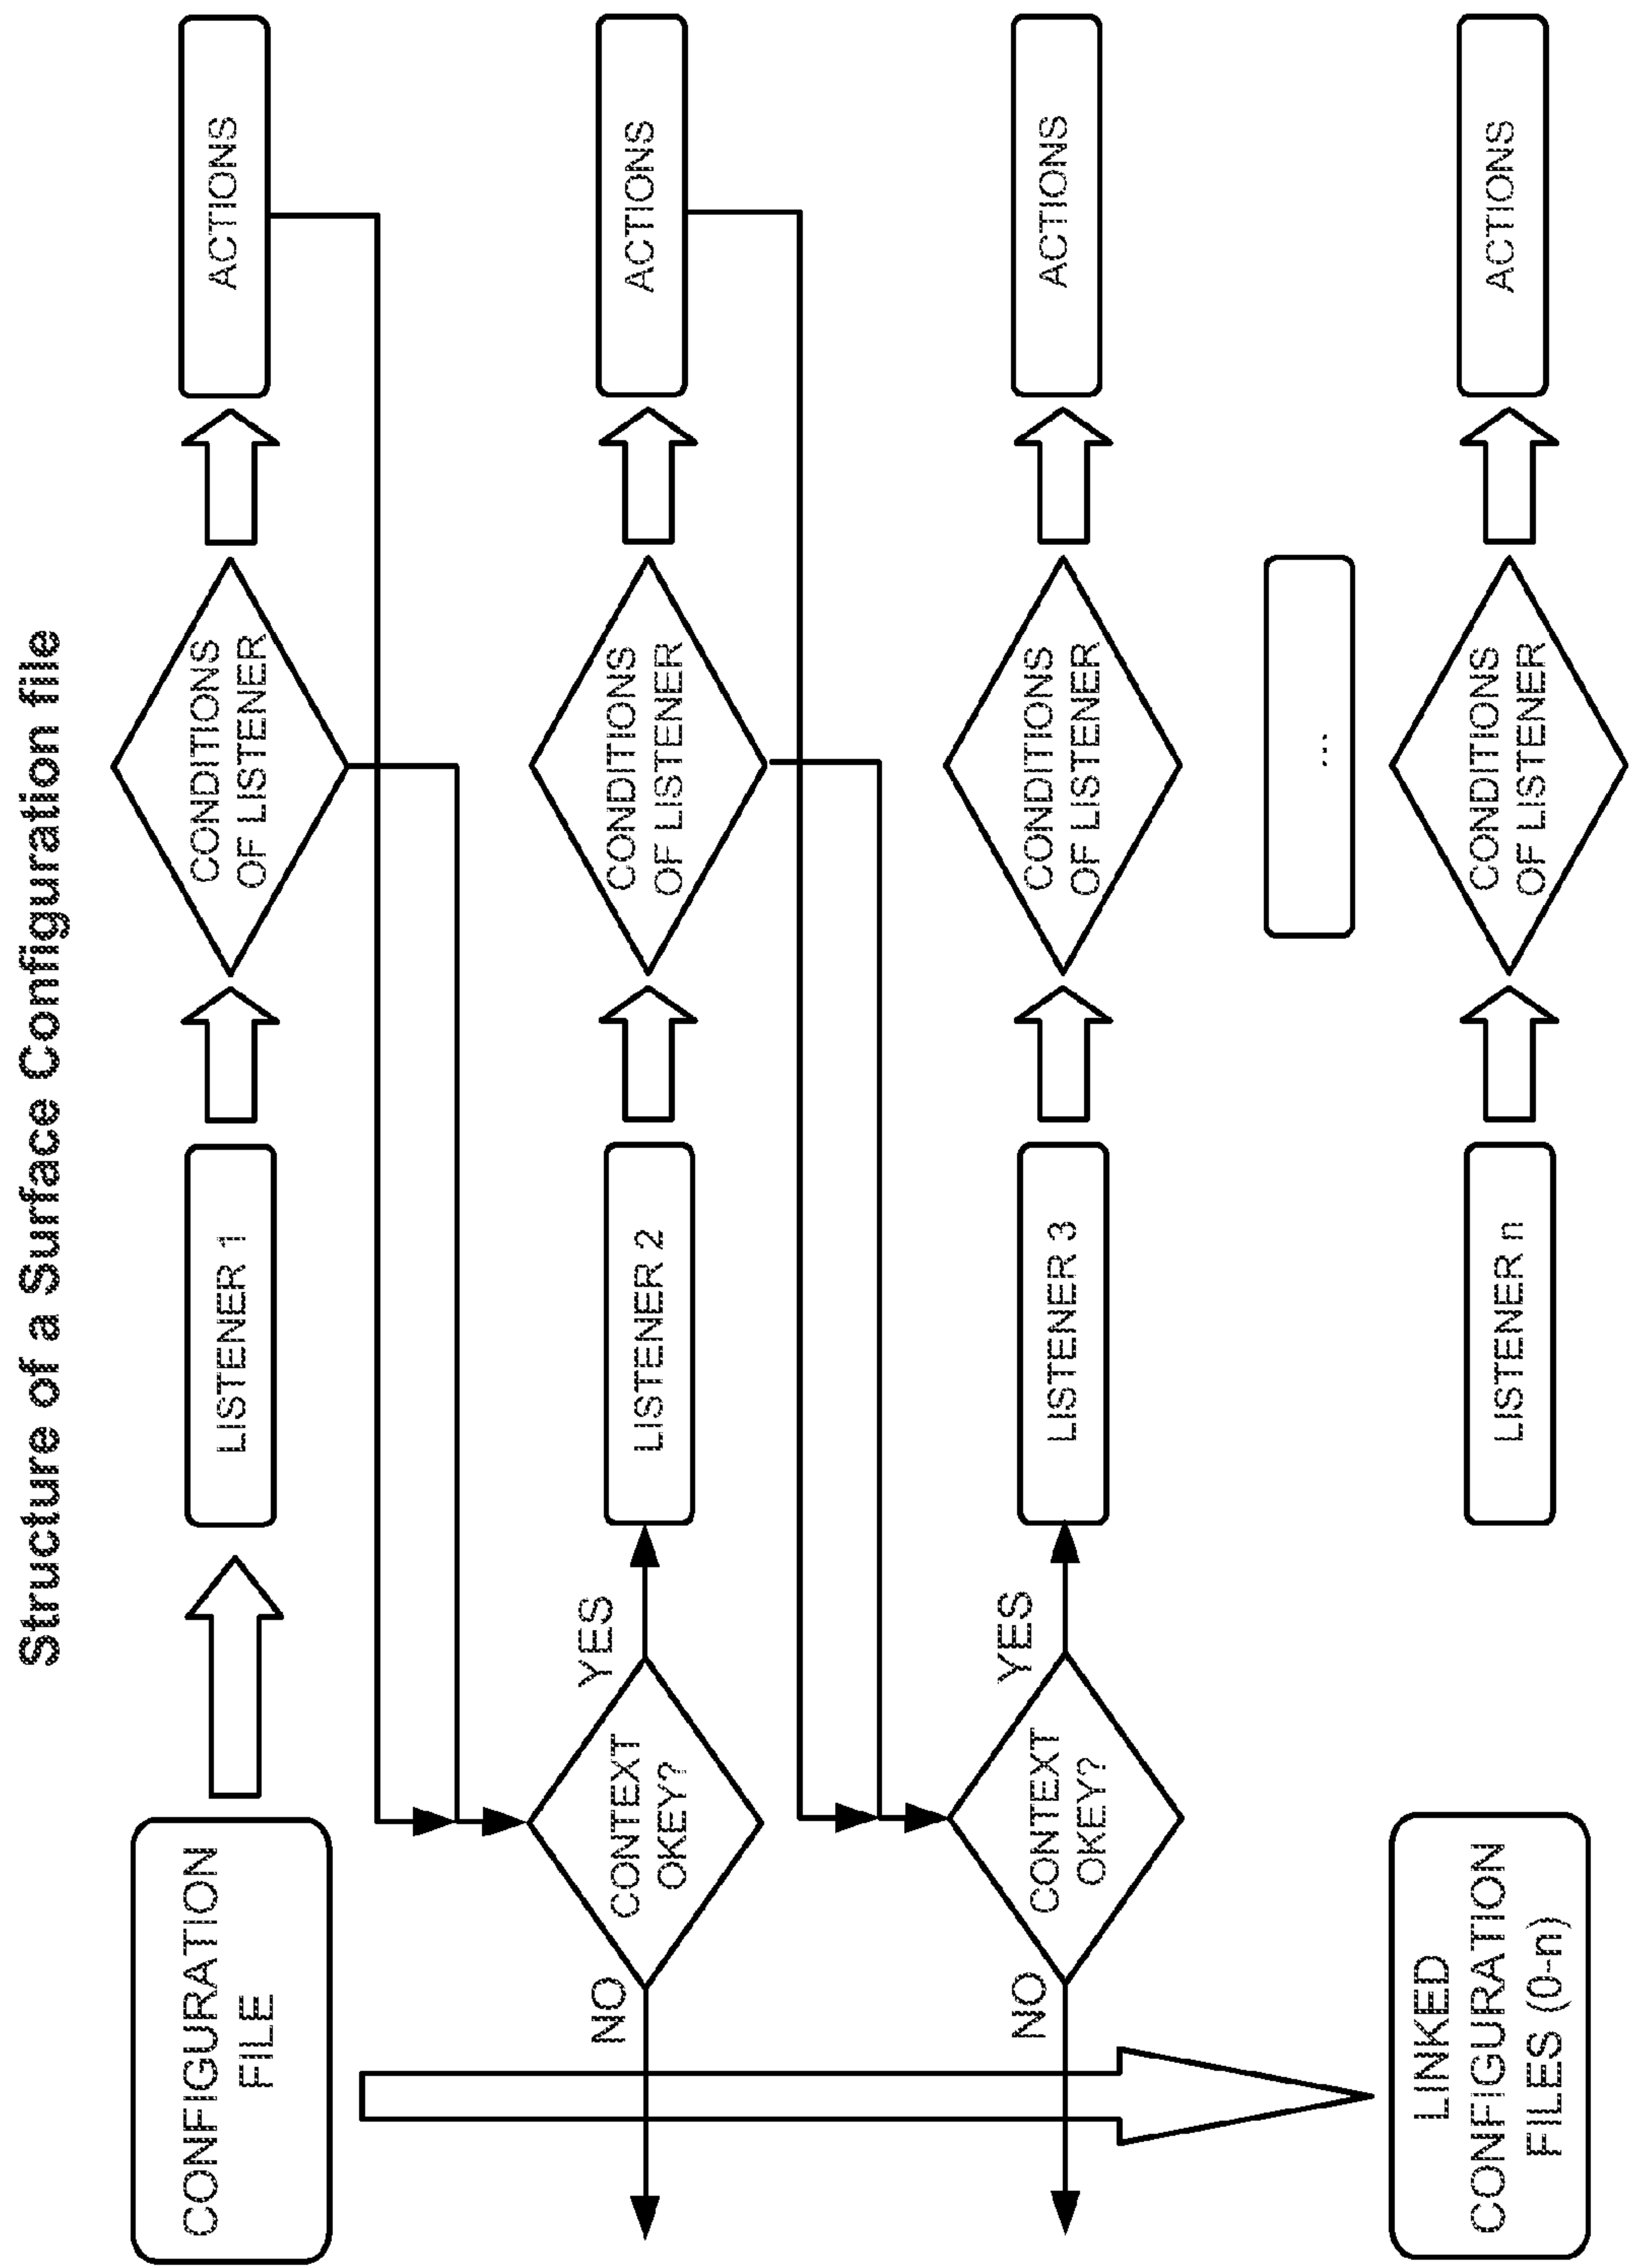 Structure of a Surface Configuration file
CONFIGURATION
FILE
LISTENER 1
CONDITIONS
OF LISTENER
ACTIONS
NO
CONTEXT
OKEY?
YES
LISTENER 2
CONDITIONS
OF LISTENER
ACTIONS
NO
CONTEXT
OKEY?
YES
LISTENER 3
CONDITIONS
OF LISTENER
ACTIONS
...
LINKED
CONFIGURATION
FILES (0-n)
LISTENER n
CONDITIONS
OF LISTENER
ACTIONS